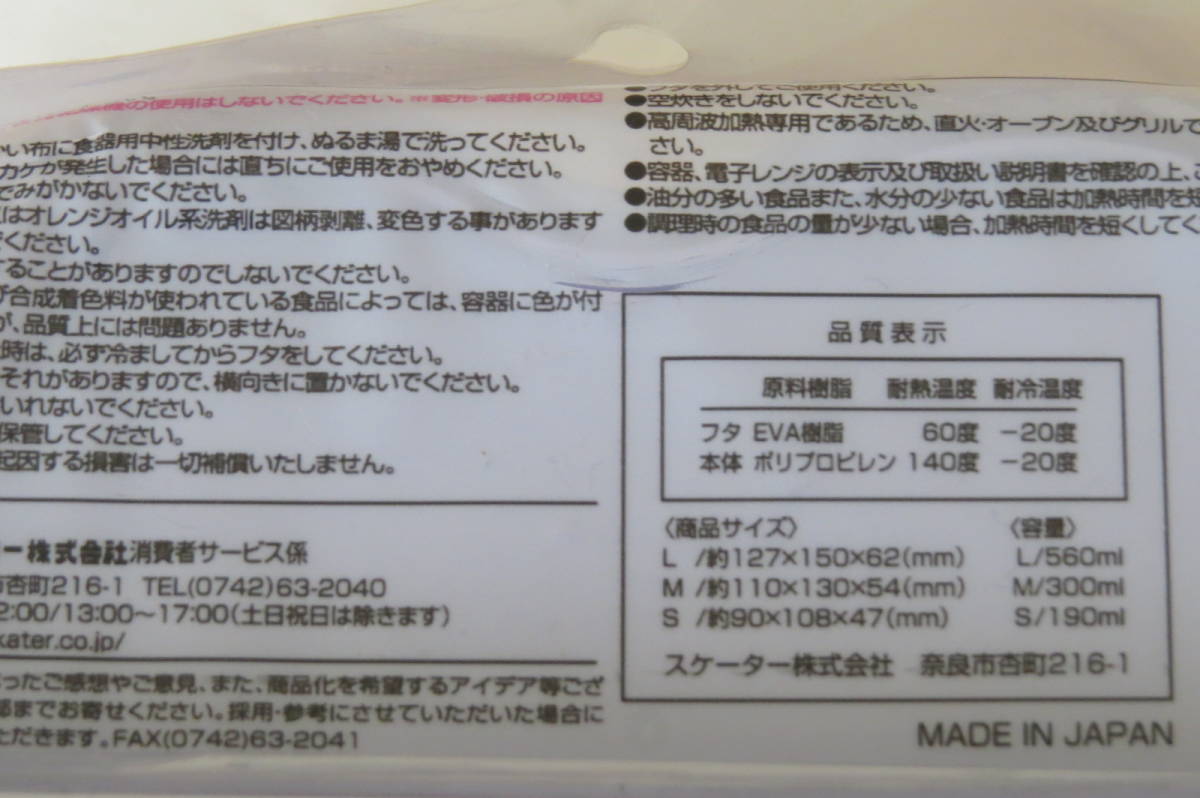 の使用はしないでください。※変形・破損の原因
い布に食器用中性洗剤を付け、ぬるま湯で洗ってください。
カケが発生した場合には直ちにご使用をおやめください。
でみがかないでください。
はオレンジオイル系洗剤は図柄剥離、変色する事があります
ください。
することがありますのでしないでください。
合成着色料が使われている食品によっては、容器に色が付
が、品質上には問題ありません。
時は、必ず冷ましてからフタをしてください。
それがありますので、横向きに置かないでください。
いれないでください。
保管してください。
起因する損害は一切補償いたしません。
ー株式会社消費者サービス係
市杏町216-1 TEL(0742)63-2040
2:00/13:00～17:00(土日祝日は除きます)
kater.co.jp/
ったご感想やご意見、また、商品化を希望するアイデア等ござ
部までお寄せください。採用・参考にさせていただいた場合に
ただきます。FAX(0742)63-2041
●フタを外してご使用ください。
●空炊きをしないでください。
●高周波加熱専用であるため、直火・オーブン及びグリルで
さい。
●容器、電子レンジの表示及び取扱い説明書を確認の上、
●油分の多い食品また、水分の少ない食品は加熱時間を
●調理時の食品の量が少ない場合、加熱時間を短くしてく
品質表示
原料樹脂 耐熱温度 耐冷温度
フタ EVA樹脂 60度 −20度
本体 ポリプロピレン 140度 −20度
〈商品サイズ〉 〈容量〉
L /約127×150×62(mm) L/560ml
M /約110×130×54(mm) M/300ml
S /約90×108×47(mm) S/190ml
スケーター株式会社 奈良市杏町216-1
MADE IN JAPAN